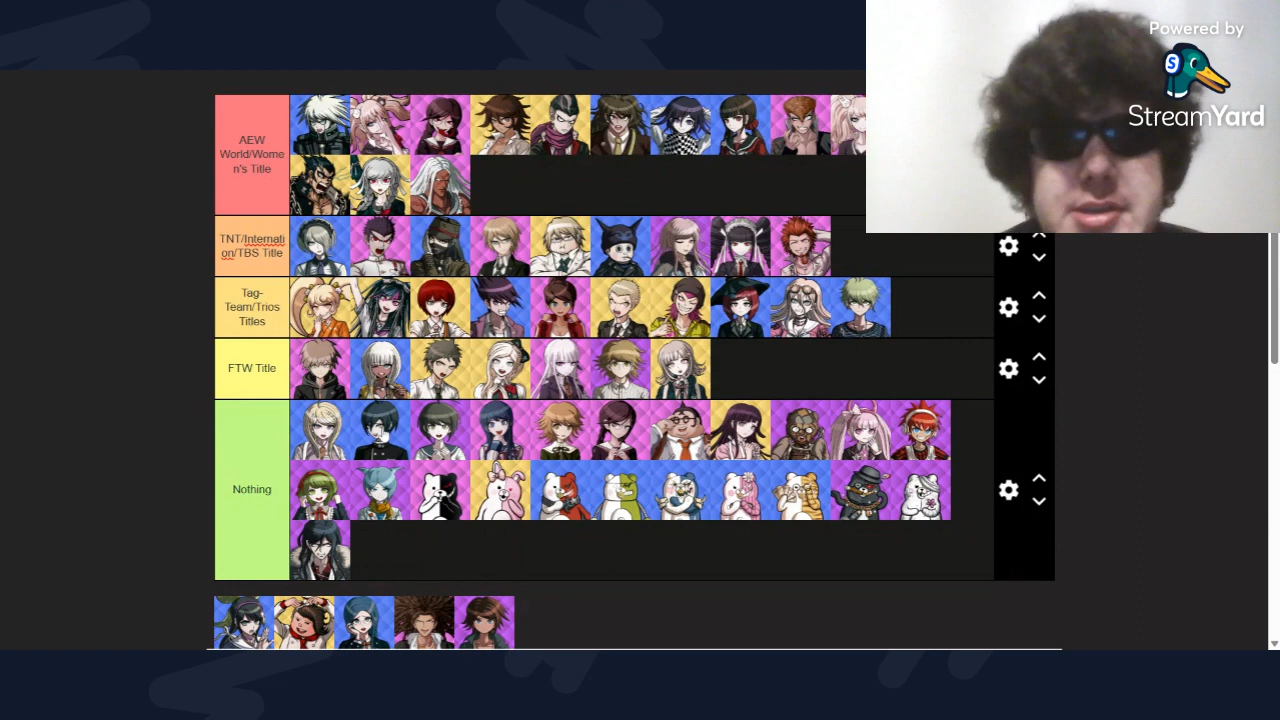 Powered by
S
StreamYard
AEW
World/Wome
n's Title
TNT/Internati
on/TBS Title
Tag-
Team/Trios
Titles
FTW Title
Nothing